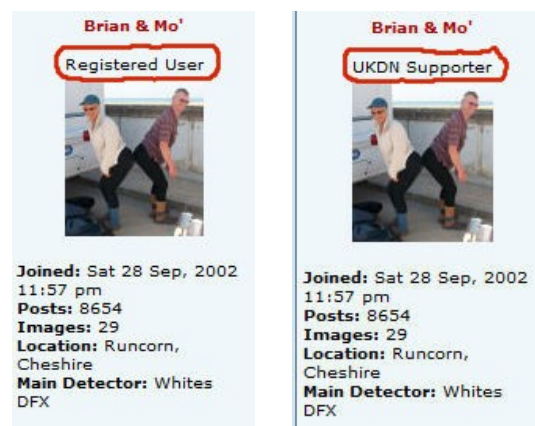 Brian & Mo'
Registered User
Joined: Sat 28 Sep, 2002
11:57 pm
Posts: 8654
Images: 29
Location: Runcorn,
Cheshire
Main Detector: Whites
DFX
Brian & Mo'
UKDN Supporter
Joined: Sat 28 Sep, 2002
11:57 pm
Posts: 8654
Images: 29
Location: Runcorn,
Cheshire
Main Detector: Whites
DFX